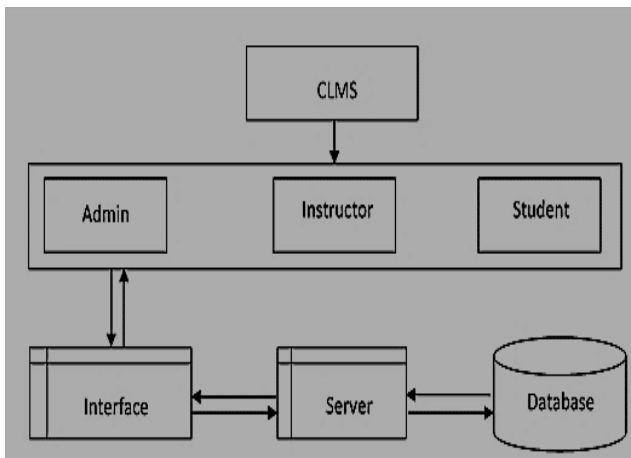 CLMS
Admin
Instructor
Student
Interface
Server
Database